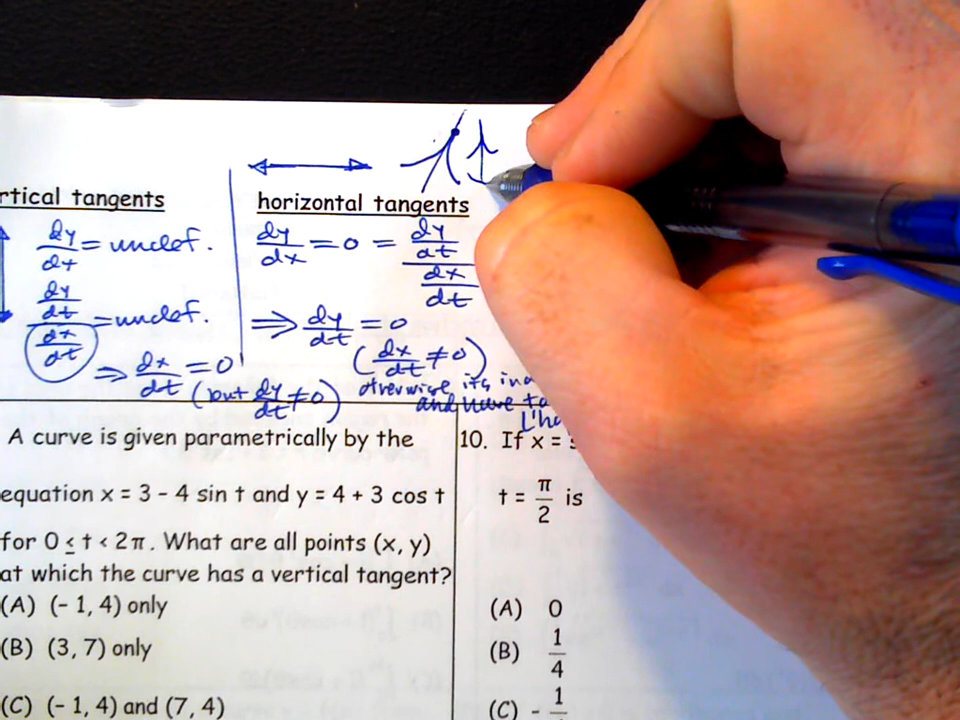 rtical tangents
dy/dx = undef.
dy/dt / dx/dt = undef.
⇒ dx/dt = 0
(but dy/dt ≠ 0)
horizontal tangents
dy/dx = 0 = dy/dt / dx/dt
⇒ dy/dt = 0
(dx/dt ≠ 0)
otherwise its
and have
A curve is given parametrically by the
equation x = 3 - 4 sin t and y = 4 + 3 cos t
for 0 ≤ t < 2π. What are all points (x, y)
at which the curve has a vertical tangent?
(A) (- 1, 4) only
(B) (3, 7) only
(C) (- 1, 4) and (7, 4)
10. If x =
t = π/2 is
(A) 0
(B) 1/4
(C) - 1